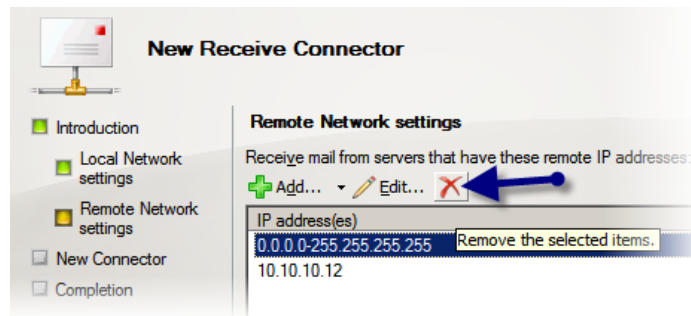 New Receive Connector
Introduction
Local Network
settings
Remote Network
settings
New Connector
Completion
Remote Network settings
Receive mail from servers that have these remote IP addresses:
Add...
Edit...
IP address(es)
0.0.0.0-255.255.255.255
Remove the selected items.
10.10.10.12